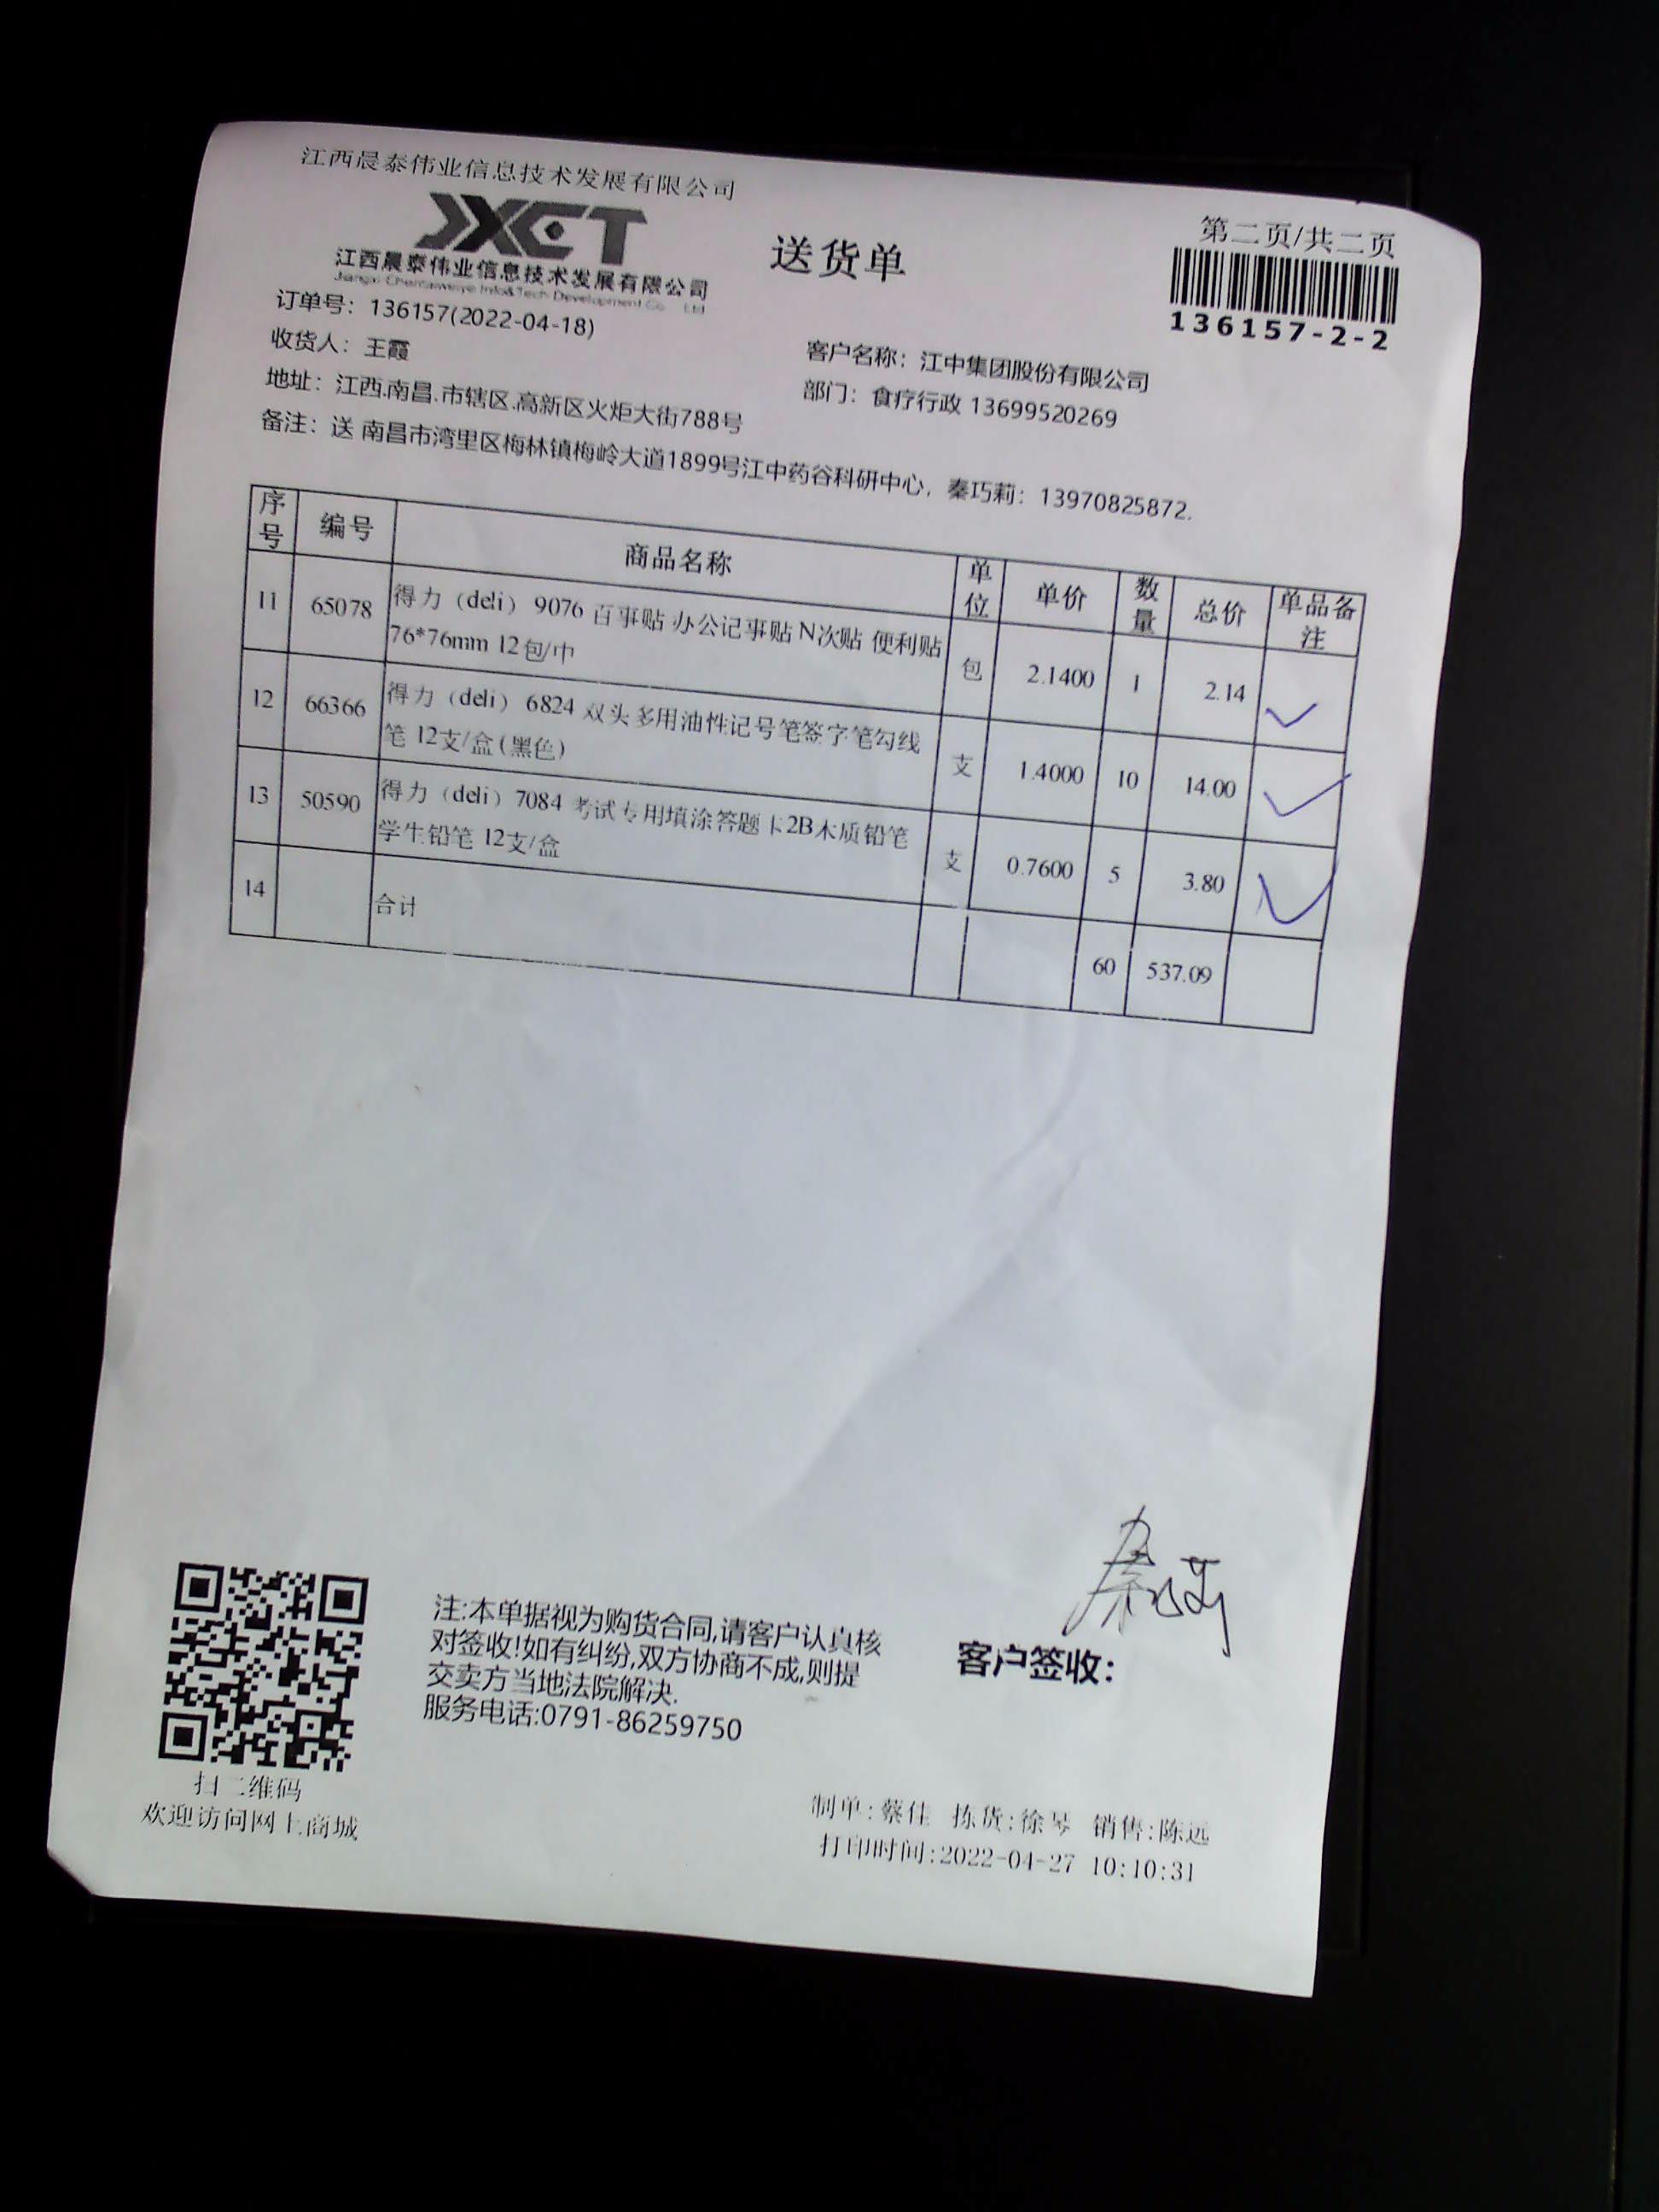 江西晨泰伟业信息技术发展有限公司
JXCT
江西晨泰伟业信息技术发展有限公司
Jiangxi Chentaiweiye Info&Tech Development Co. Ltd
送货单
第二页/共二页
136157-2-2
订单号：136157(2022-04-18)
收货人：王霞
客户名称：江中集团股份有限公司
地址：江西.南昌.市辖区.高新区火炬大街788号
部门：食疗行政 13699520269
备注：送 南昌市湾里区梅林镇梅岭大道1899号江中药谷科研中心，秦巧莉：13970825872.
序号 编号 商品名称 单位 单价 数量 总价 单品备注
11 65078 得力（deli）9076 百事贴 办公记事贴 N次贴 便利贴
76*76mm 12包/巾 包 2.1400 1 2.14
12 66366 得力（deli）6824 双头多用油性记号笔签字笔勾线
笔 12支/盒(黑色) 支 1.4000 10 14.00
13 50590 得力（deli）7084 考试专用填涂答题卡2B木质铅笔
学生铅笔 12支/盒 支 0.7600 5 3.80
14 合计 60 537.09
注:本单据视为购货合同,请客户认真核
对签收!如有纠纷,双方协商不成,则提
交卖方当地法院解决.
服务电话:0791-86259750
客户签收：
秦巧莉
扫二维码
欢迎访问网上商城
制单:蔡佳 拣货:徐琴 销售:陈远
打印时间:2022-04-27 10:10:31